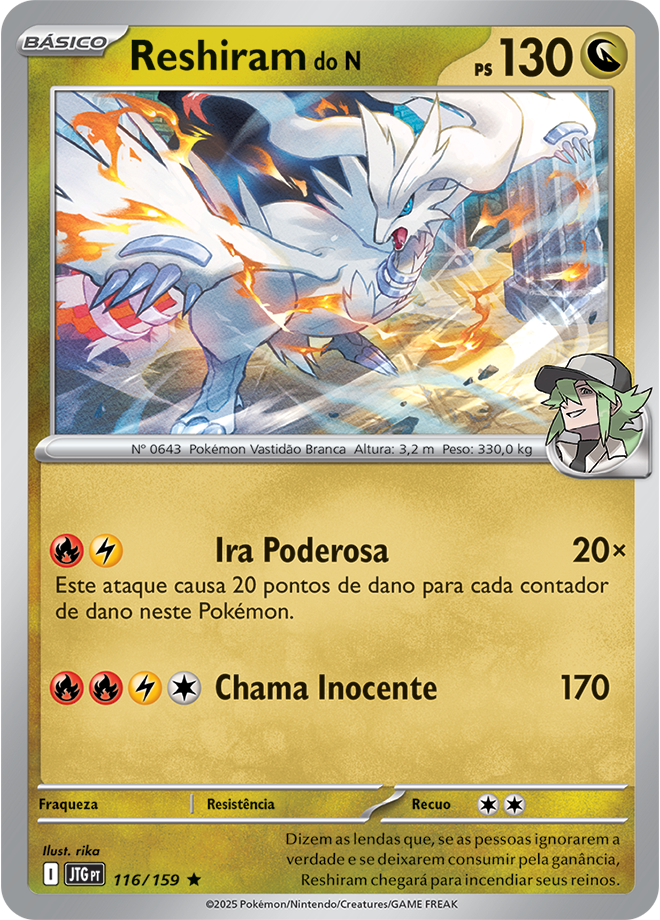 BÁSICO
Reshiram do N
PS 130
Nº 0643 Pokémon Vastidão Branca Altura: 3,2 m Peso: 330,0 kg
Ira Poderosa 20×
Este ataque causa 20 pontos de dano para cada contador
de dano neste Pokémon.
Chama Inocente 170
Fraqueza Resistência Recuo
Ilust. rika
I JTG PT 116/159
Dizem as lendas que, se as pessoas ignorarem a
verdade e se deixarem consumir pela ganância,
Reshiram chegará para incendiar seus reinos.
©2025 Pokémon/Nintendo/Creatures/GAME FREAK